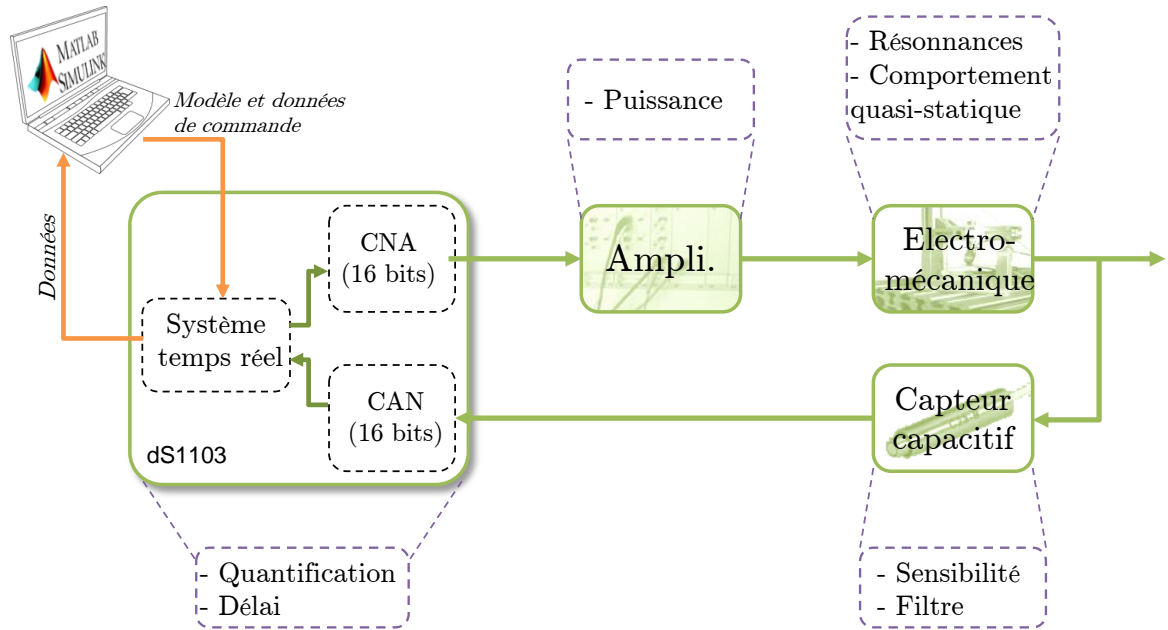 MATLAB
SIMULINK
Modèle et données
de commande
Données
- Puissance
- Résonnances
- Comportement
quasi-statique
CNA
(16 bits)
Ampli.
Electro-
mécanique
Système
temps réel
CAN
(16 bits)
dS1103
Capteur
capacitif
- Quantification
- Délai
- Sensibilité
- Filtre